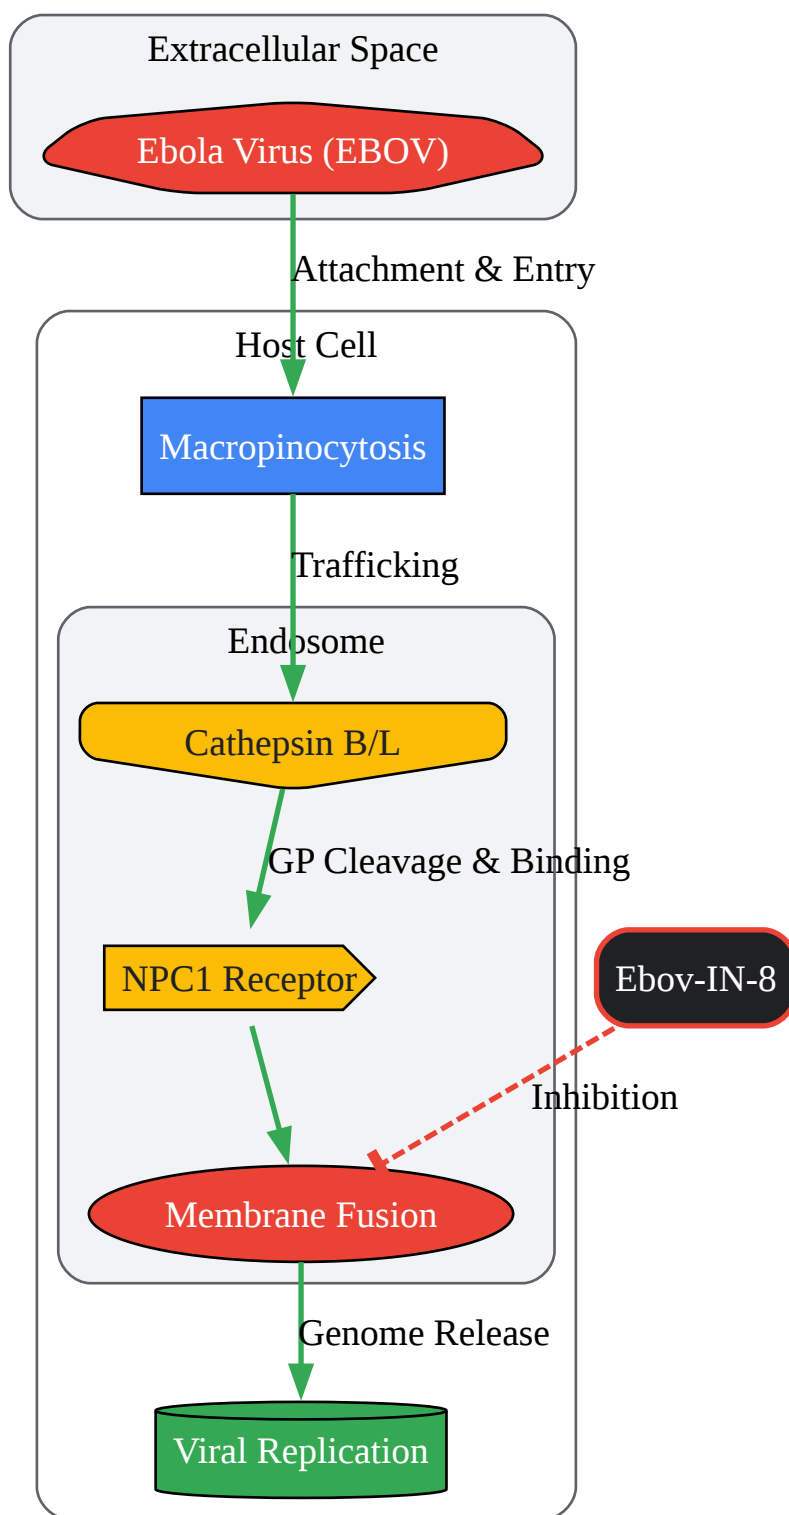 Extracellular Space
Ebola Virus (EBOV)
Attachment & Entry
Host Cell
Macropinocytosis
Trafficking
Endosome
Cathepsin B/L
GP Cleavage & Binding
NPC1 Receptor
Ebov-IN-8
Inhibition
Membrane Fusion
Genome Release
Viral Replication